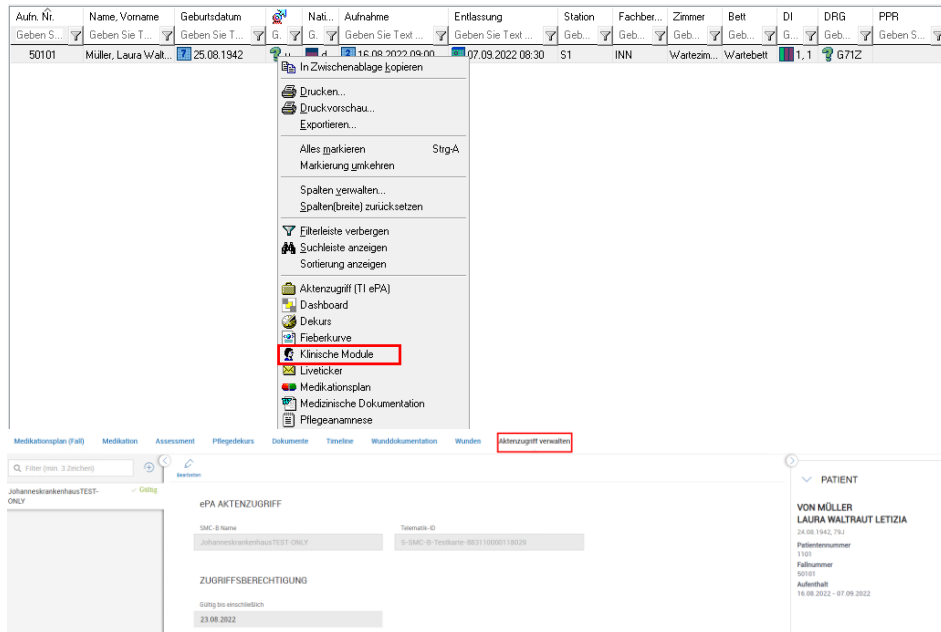 Aufn. Nr. Name, Vorname Geburtsdatum Nati... Aufnahme Entlassung Station Fachber... Zimmer Bett DI DRG PPR
Geben S... Geben Sie T... Geben Sie T... G. G. Geben Sie Text ... Geben Sie Text ... Geb... Geb... Geb... Geb... G... Geb... Geben S...
50101 Müller, Laura Walt... 7 25.08.1942 u d 2 16.08.2022 09:00 07.09.2022 08:30 S1 INN Wartezim... Wartebett 1, 1 G71Z
In Zwischenablage kopieren
Drucken...
Druckvorschau...
Exportieren...
Alles markieren Strg-A
Markierung umkehren
Spalten verwalten...
Spalten(breite) zurücksetzen
Filterleiste verbergen
Suchleiste anzeigen
Sortierung anzeigen
Aktenzugriff (TI ePA)
Dashboard
Dekurs
Fieberkurve
Klinische Module
Liveticker
Medikationsplan
Medizinische Dokumentation
Pflegeanamnese
Medikationsplan (Fall) Medikation Assessment Pflegedekurs Dokumente Timeline Wunddokumentation Wunden Aktenzugriff verwalten
Filter (min. 3 Zeichen)
Bearbeiten
JohanneskrankenhausTEST-ONLY Gültig
ePA AKTENZUGRIFF
SMC-B Name Telematik-ID
JohanneskrankenhausTEST-ONLY 5-SMC-B-Testkarte-883110000118029
ZUGRIFFSBERECHTIGUNG
Gültig bis einschließlich
23.08.2022
PATIENT
VON MÜLLER
LAURA WALTRAUT LETIZIA
24.08.1942, 79J
Patientennummer
1101
Fallnummer
50101
Aufenthalt
16.08.2022 - 07.09.2022